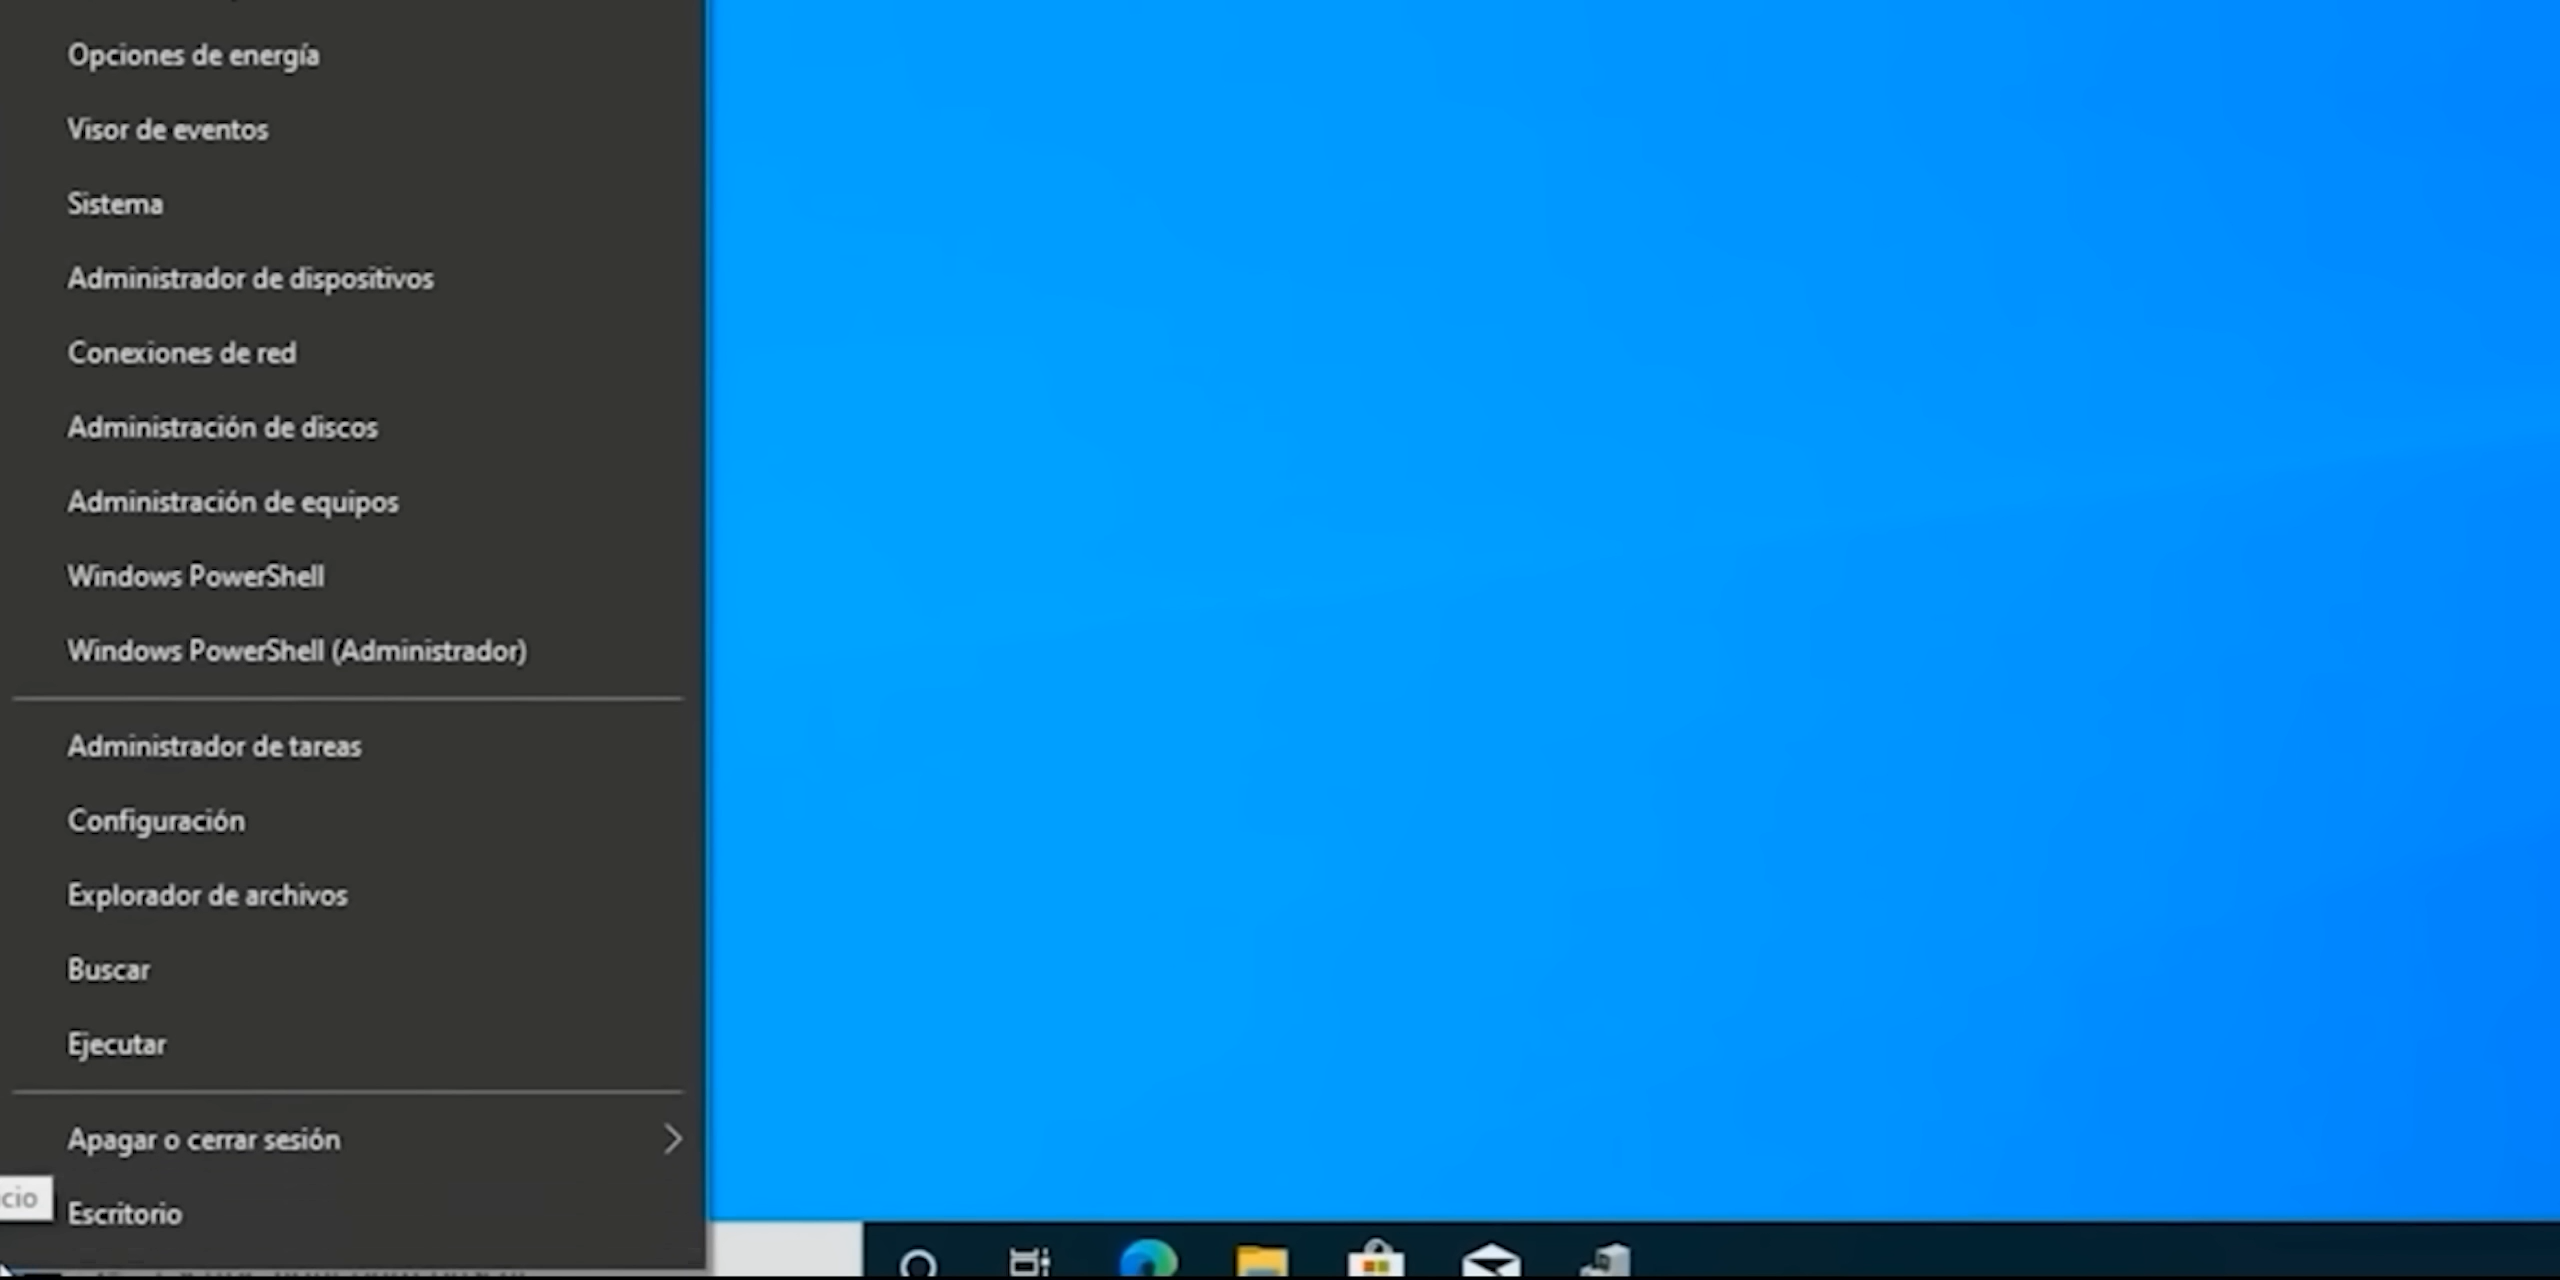 Opciones de energía
Visor de eventos
Sistema
Administrador de dispositivos
Conexiones de red
Administración de discos
Administración de equipos
Windows PowerShell
Windows PowerShell (Administrador)
Administrador de tareas
Configuración
Explorador de archivos
Buscar
Ejecutar
Apagar o cerrar sesión
cio
Escritorio